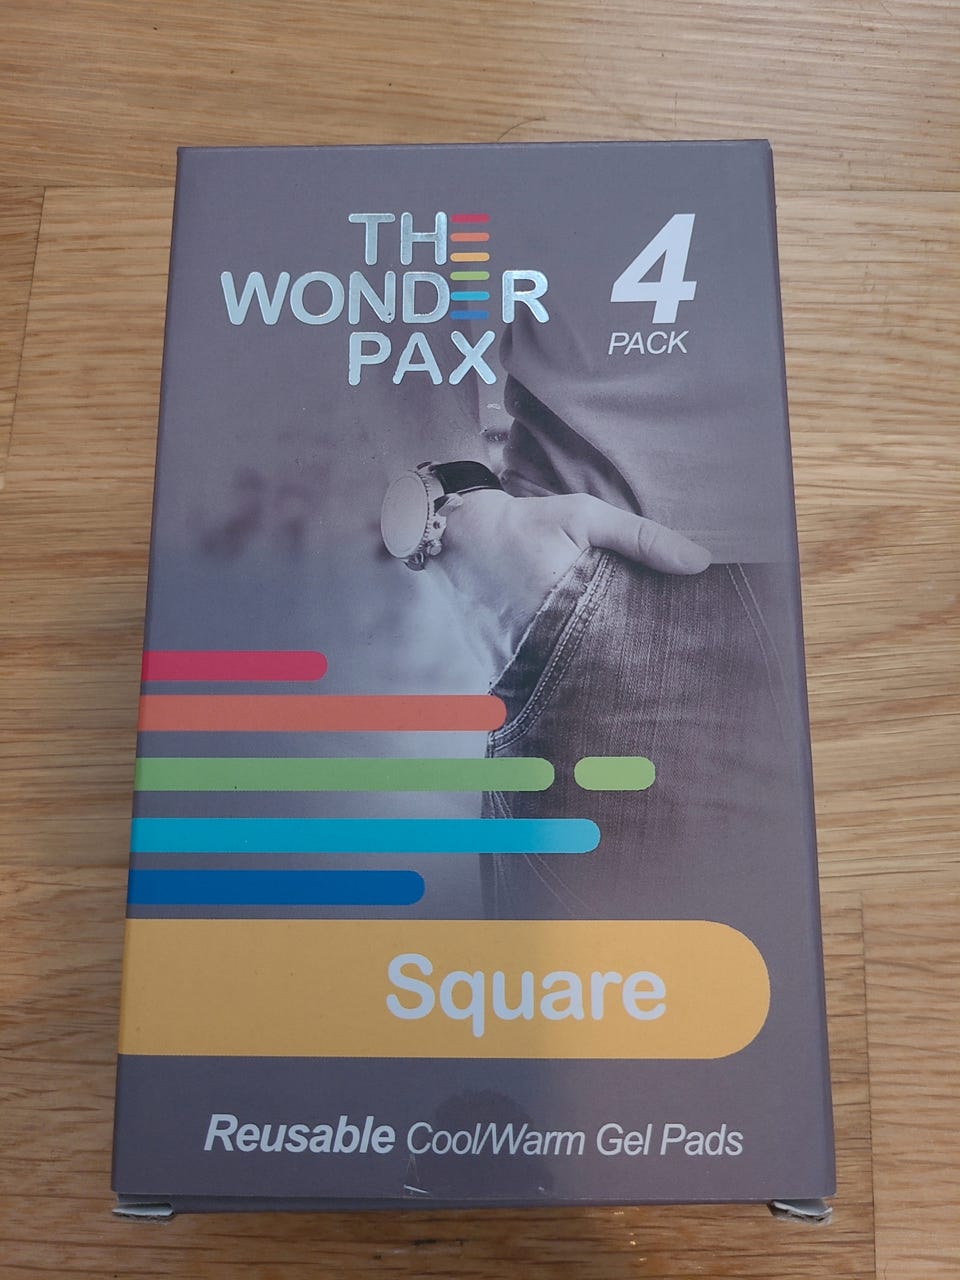 THE
WONDER
PAX
4
PACK
Square
Reusable Cool/Warm Gel Pads